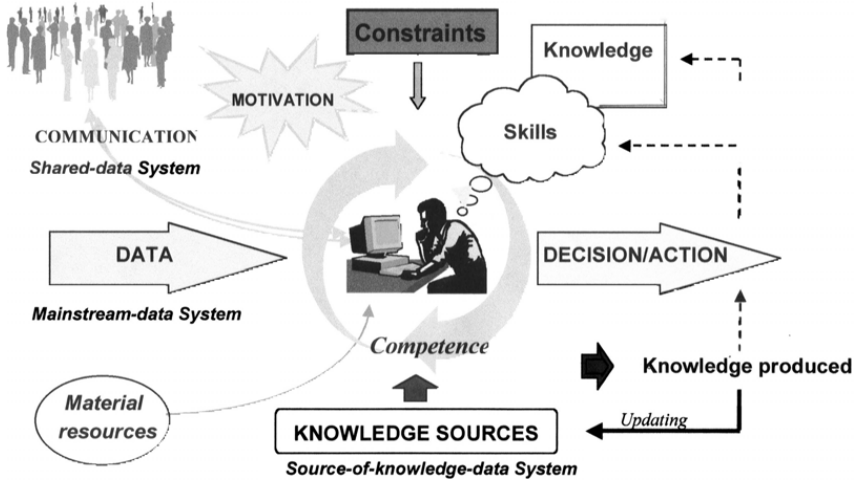 Constraints
Knowledge
MOTIVATION
Skills
COMMUNICATION
Shared-data System
DATA
DECISION/ACTION
Mainstream-data System
Competence
Knowledge produced
Material
resources
Updating
KNOWLEDGE SOURCES
Source-of-knowledge-data System